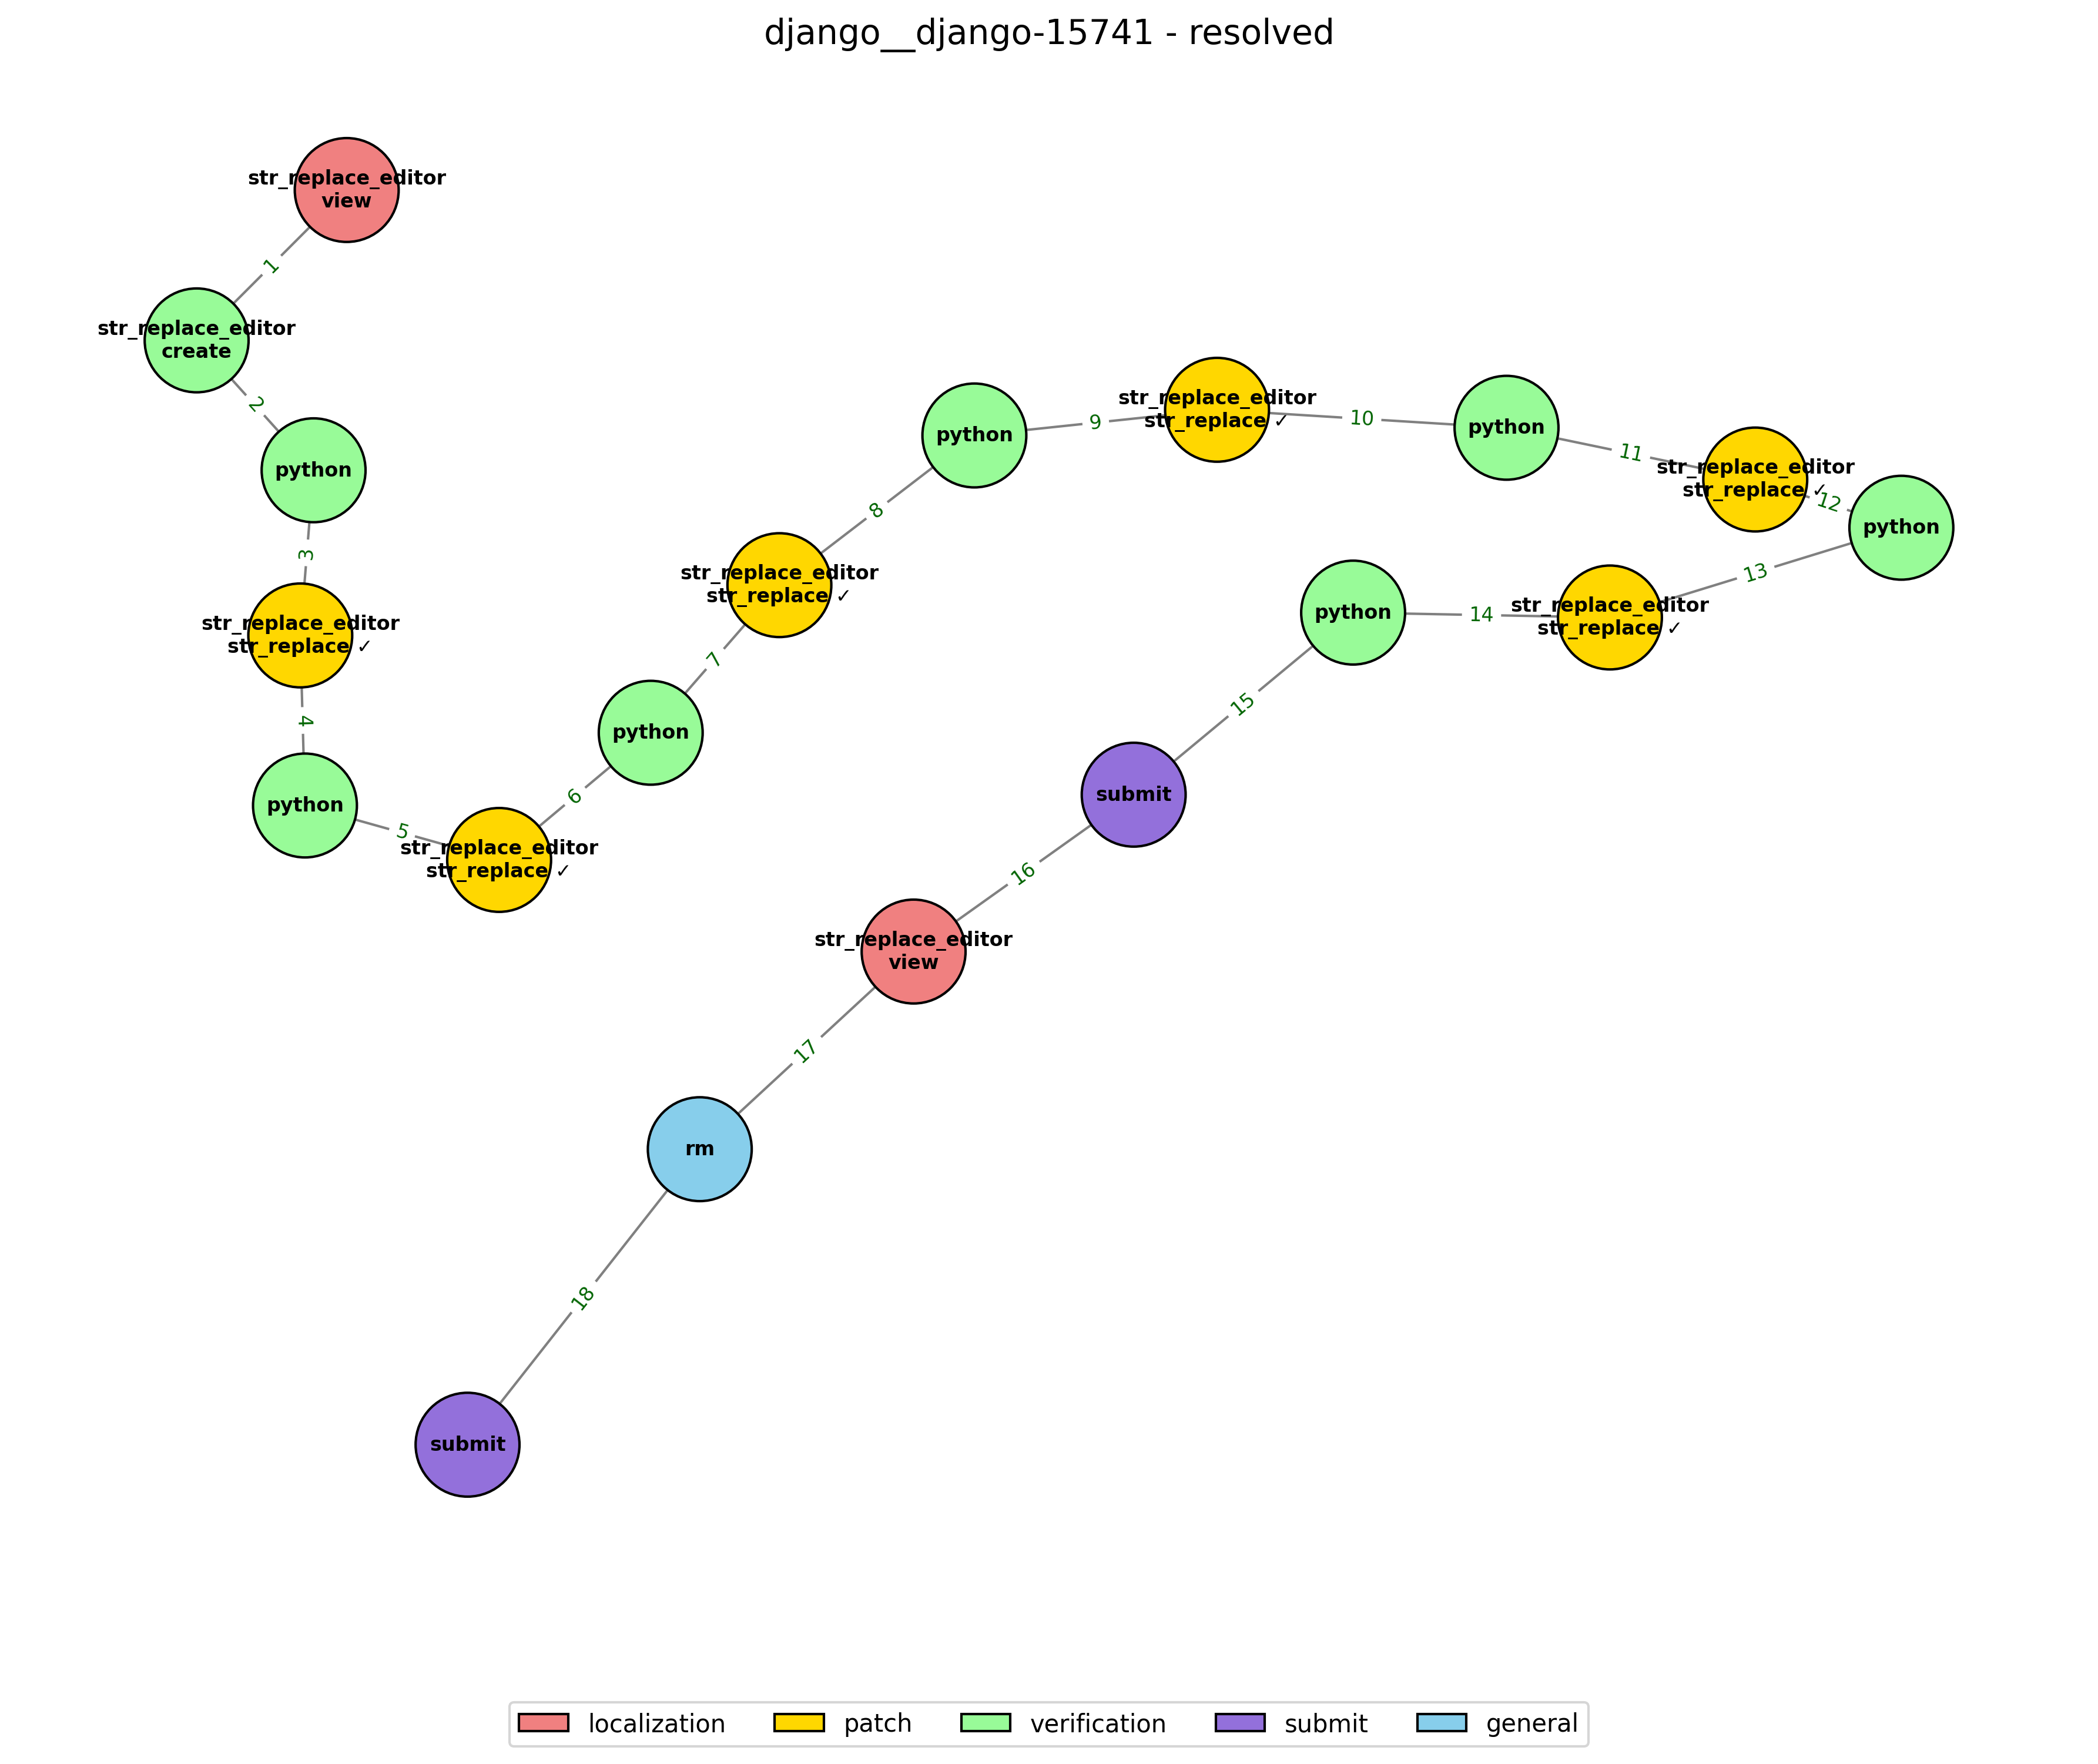 django__django-15741 - resolved
str_replace_editor
view
1
str_replace_editor
create
2
python
3
str_replace_editor
str_replace ✓
4
python
5
str_replace_editor
str_replace ✓
6
python
7
str_replace_editor
str_replace ✓
8
python
9
str_replace_editor
str_replace ✓
10
python
11
str_replace_editor
str_replace ✓
12
python
13
str_replace_editor
str_replace ✓
14
python
15
submit
16
str_replace_editor
view
17
rm
18
submit
localization
patch
verification
submit
general